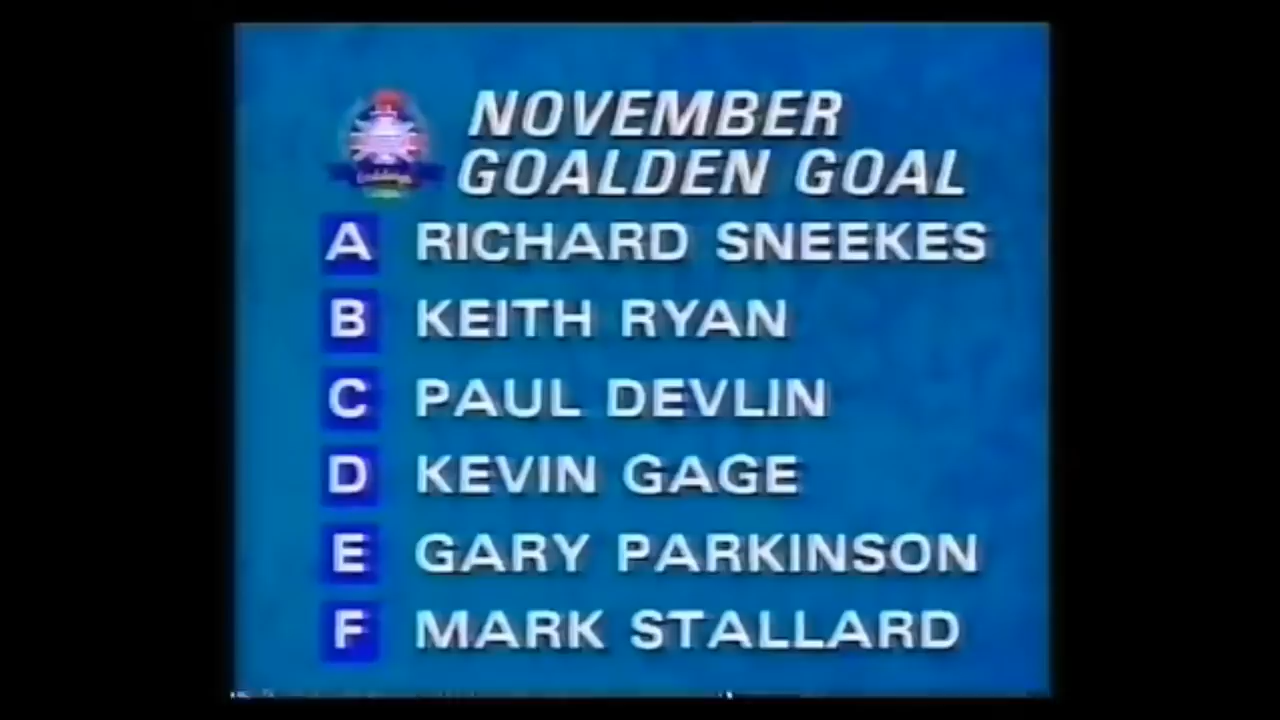 NOVEMBER
GOALDEN GOAL
A RICHARD SNEEKES
B KEITH RYAN
C PAUL DEVLIN
D KEVIN GAGE
E GARY PARKINSON
F MARK STALLARD